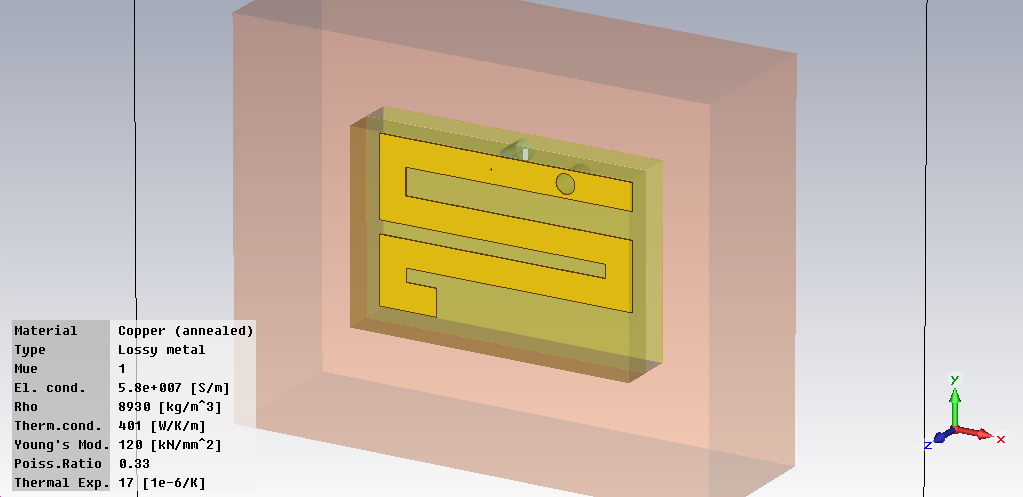 Material Copper (annealed)
Type Lossy metal
Mue 1
El. cond. 5.8e+007 [S/m]
Rho 8930 [kg/m^3]
Therm.cond. 401 [W/K/m]
Young's Mod. 120 [kN/mm^2]
Poiss.Ratio 0.33
Thermal Exp. 17 [1e-6/K]
y
x
z